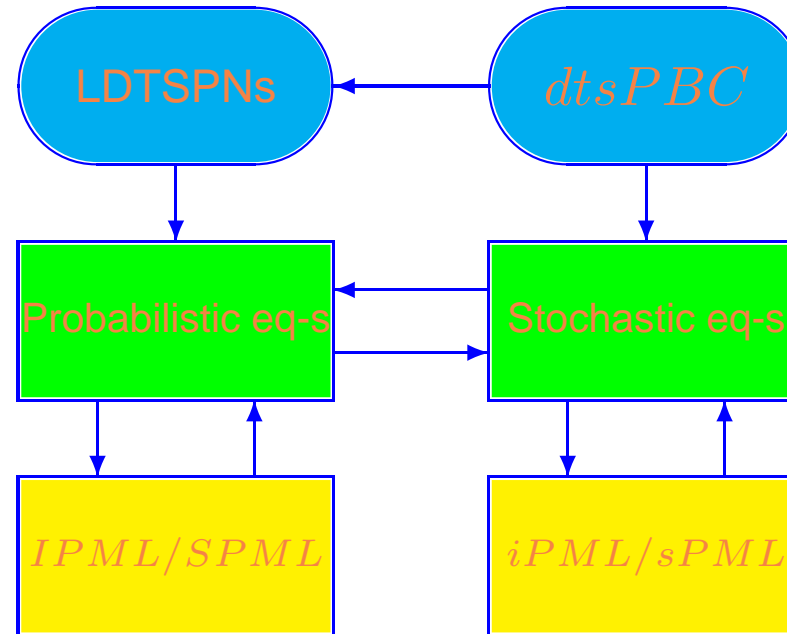 LDTSPNs
dtsPBC
Probabilistic eq-s
Stochastic eq-s
IPML/SPML
iPML/sPML